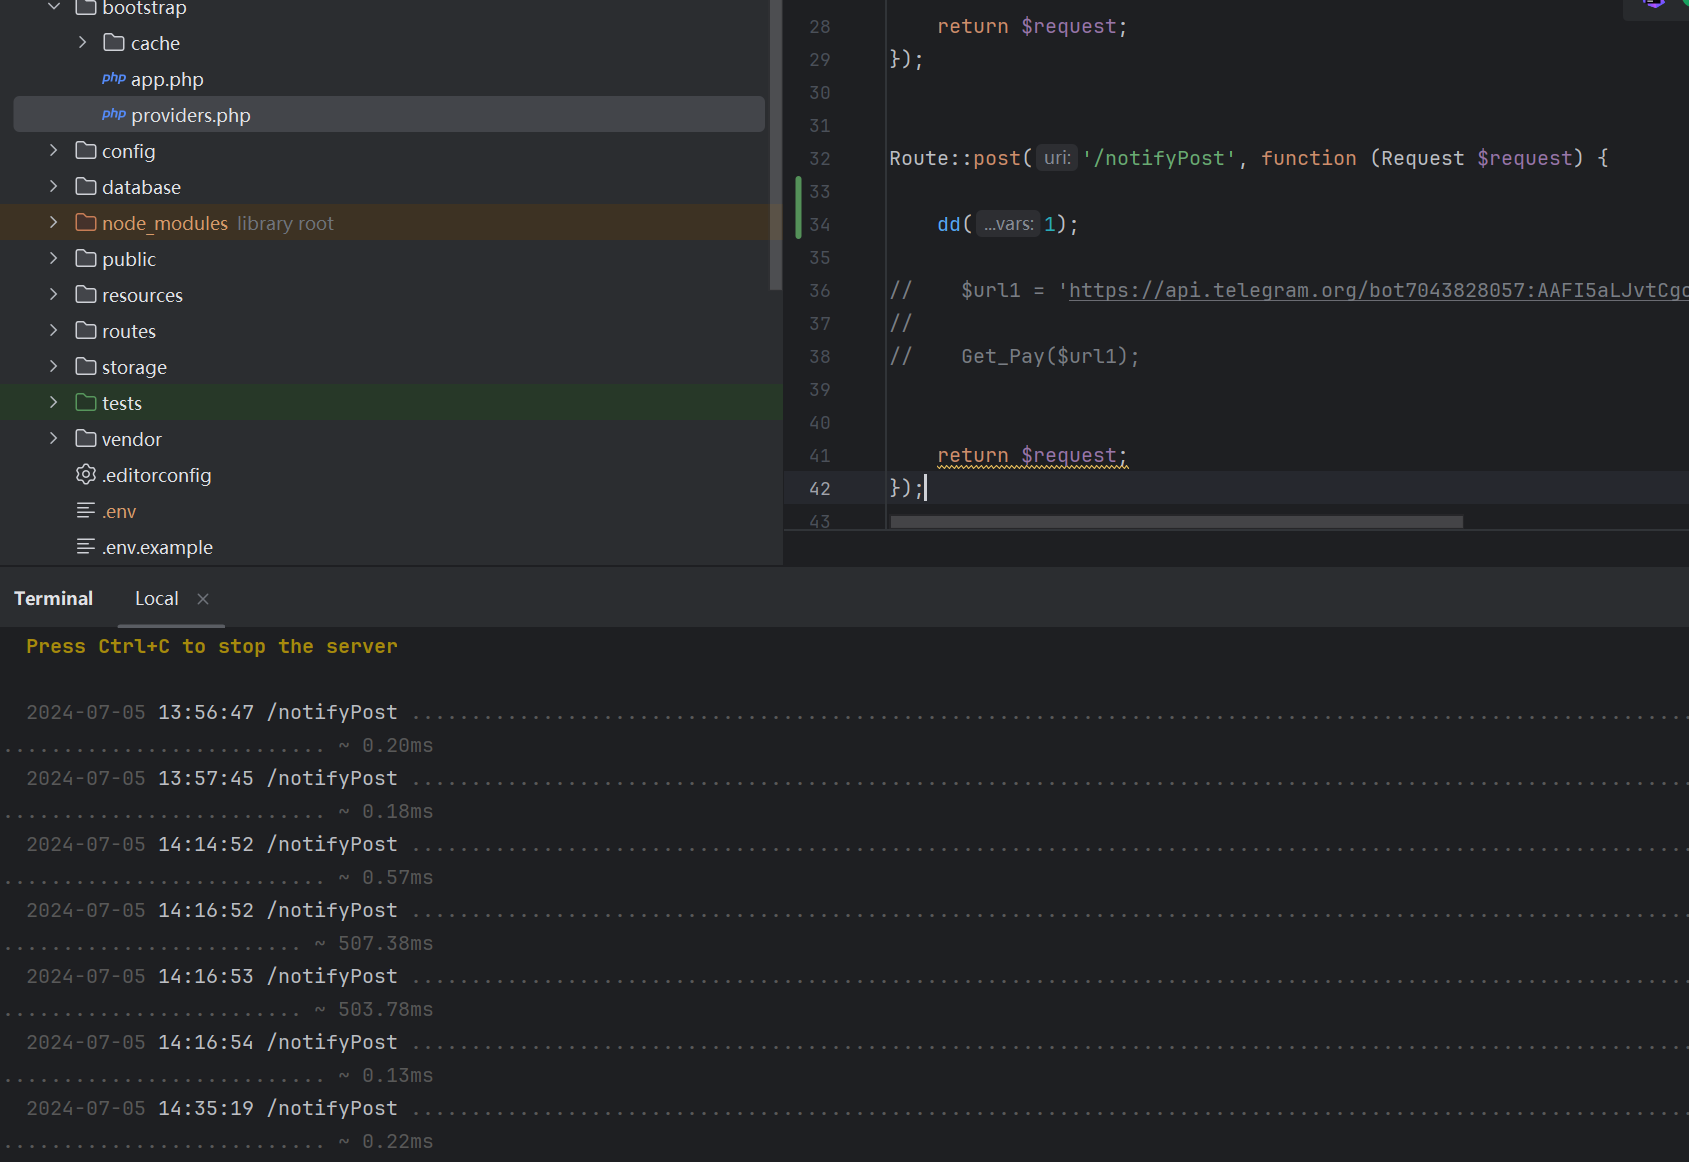 bootstrap
cache
php app.php
php providers.php
config
database
node_modules library root
public
resources
routes
storage
tests
vendor
.editorconfig
.env
.env.example
28 return $request;
29 });
30
31
32 Route::post( uri: '/notifyPost', function (Request $request) {
33
34 dd( ...vars: 1);
35
36 // $url1 = 'https://api.telegram.org/bot7043828057:AAFI5aLJvtCgc
37 //
38 // Get_Pay($url1);
39
40
41 return $request;
42 });
43
Terminal Local ×
Press Ctrl+C to stop the server
2024-07-05 13:56:47 /notifyPost ..........................................................................................................
........................... ~ 0.20ms
2024-07-05 13:57:45 /notifyPost ..........................................................................................................
........................... ~ 0.18ms
2024-07-05 14:14:52 /notifyPost ..........................................................................................................
........................... ~ 0.57ms
2024-07-05 14:16:52 /notifyPost ..........................................................................................................
......................... ~ 507.38ms
2024-07-05 14:16:53 /notifyPost ..........................................................................................................
......................... ~ 503.78ms
2024-07-05 14:16:54 /notifyPost ..........................................................................................................
........................... ~ 0.13ms
2024-07-05 14:35:19 /notifyPost ..........................................................................................................
........................... ~ 0.22ms